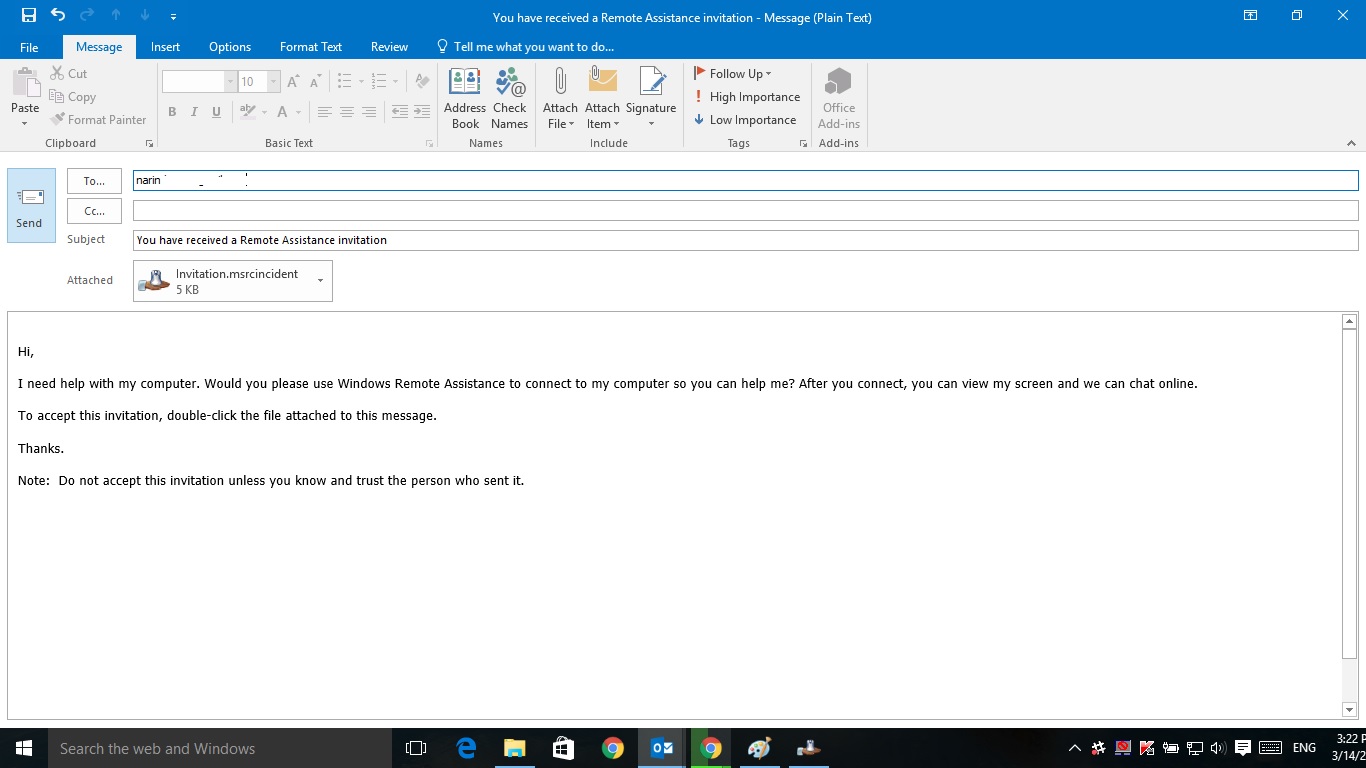 You have received a Remote Assistance invitation - Message (Plain Text)
File Message Insert Options Format Text Review Tell me what you want to do...
Paste
Cut
Copy
Format Painter
Clipboard
10
B I U
A
Basic Text
Address Book
Check Names
Names
Attach File
Attach Item
Signature
Include
Follow Up
High Importance
Low Importance
Tags
Office Add-ins
Add-ins
Send
To... narin
Cc...
Subject You have received a Remote Assistance invitation
Attached Invitation.msrcincident
5 KB
Hi,
I need help with my computer. Would you please use Windows Remote Assistance to connect to my computer so you can help me? After you connect, you can view my screen and we can chat online.
To accept this invitation, double-click the file attached to this message.
Thanks.
Note:  Do not accept this invitation unless you know and trust the person who sent it.
Search the web and Windows
ENG
3:22 P
3/14/2